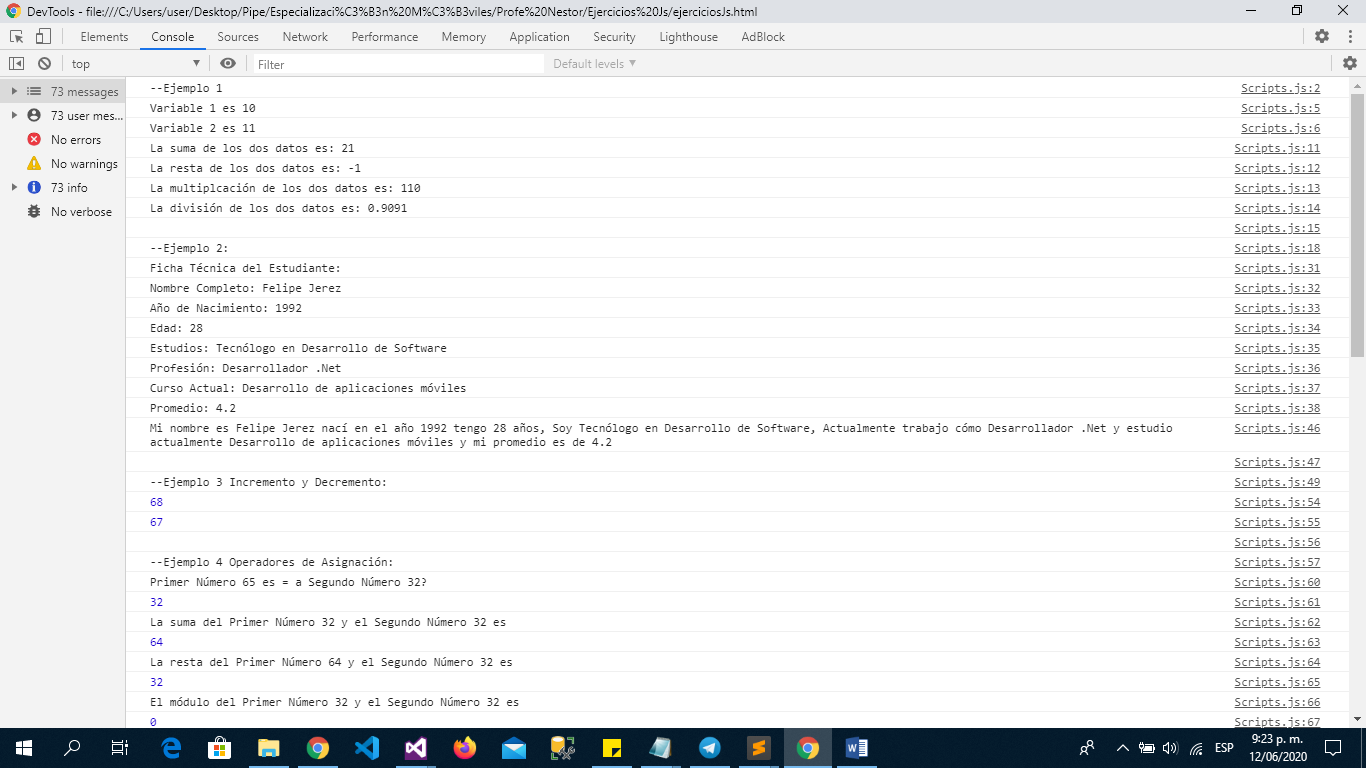 DevTools - file:///C:/Users/user/Desktop/Pipe/Especializaci%C3%B3n%20M%C3%B3viles/Profe%20Nestor/Ejercicios%20Js/ejerciciosJs.html
Elements Console Sources Network Performance Memory Application Security Lighthouse AdBlock
top Filter Default levels
73 messages
73 user mes...
No errors
No warnings
73 info
No verbose
--Ejemplo 1 Scripts.js:2
Variable 1 es 10 Scripts.js:5
Variable 2 es 11 Scripts.js:6
La suma de los dos datos es: 21 Scripts.js:11
La resta de los dos datos es: -1 Scripts.js:12
La multiplcación de los dos datos es: 110 Scripts.js:13
La división de los dos datos es: 0.9091 Scripts.js:14
Scripts.js:15
--Ejemplo 2: Scripts.js:18
Ficha Técnica del Estudiante: Scripts.js:31
Nombre Completo: Felipe Jerez Scripts.js:32
Año de Nacimiento: 1992 Scripts.js:33
Edad: 28 Scripts.js:34
Estudios: Tecnólogo en Desarrollo de Software Scripts.js:35
Profesión: Desarrollador .Net Scripts.js:36
Curso Actual: Desarrollo de aplicaciones móviles Scripts.js:37
Promedio: 4.2 Scripts.js:38
Mi nombre es Felipe Jerez nací en el año 1992 tengo 28 años, Soy Tecnólogo en Desarrollo de Software, Actualmente trabajo cómo Desarrollador .Net y estudio Scripts.js:46
actualmente Desarrollo de aplicaciones móviles y mi promedio es de 4.2
Scripts.js:47
--Ejemplo 3 Incremento y Decremento: Scripts.js:49
68 Scripts.js:54
67 Scripts.js:55
Scripts.js:56
--Ejemplo 4 Operadores de Asignación: Scripts.js:57
Primer Número 65 es = a Segundo Número 32? Scripts.js:60
32 Scripts.js:61
La suma del Primer Número 32 y el Segundo Número 32 es Scripts.js:62
64 Scripts.js:63
La resta del Primer Número 64 y el Segundo Número 32 es Scripts.js:64
32 Scripts.js:65
El módulo del Primer Número 32 y el Segundo Número 32 es Scripts.js:66
0 Scripts.js:67
ESP
9:23 p. m.
12/06/2020